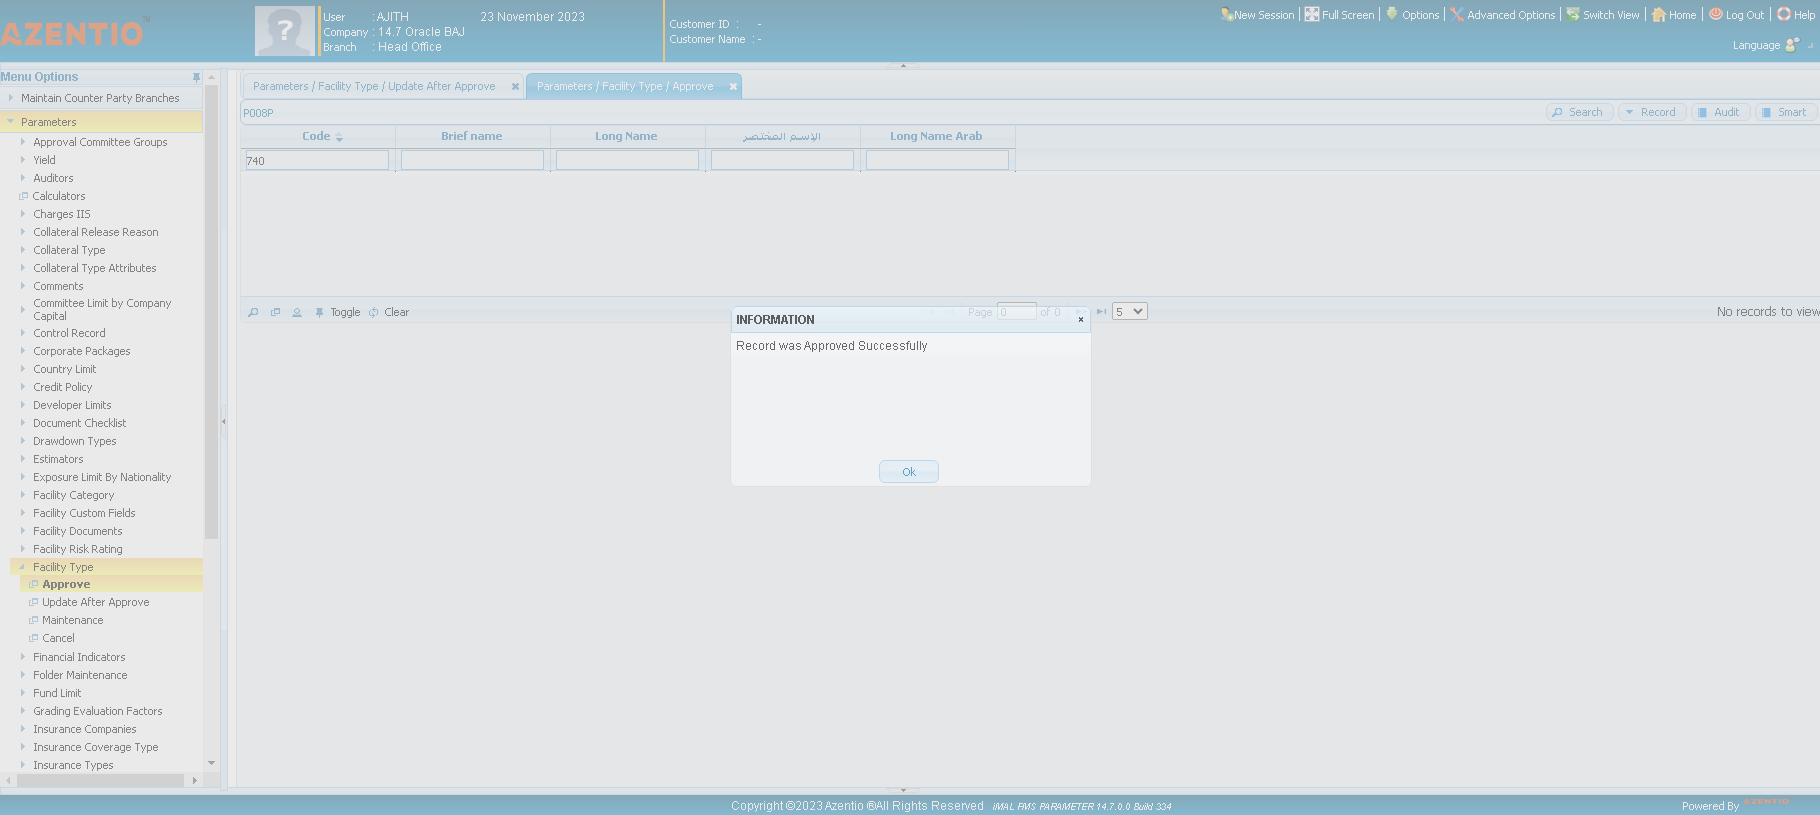 AZENTIO™
User : AJITH 23 November 2023
Company : 14.7 Oracle BAJ
Branch : Head Office
Customer ID : -
Customer Name : -
New Session Full Screen Options Advanced Options Switch View Home Log Out Help
Language
Menu Options
Maintain Counter Party Branches
Parameters
Approval Committee Groups
Yield
Auditors
Calculators
Charges IIS
Collateral Release Reason
Collateral Type
Collateral Type Attributes
Comments
Committee Limit by Company
Capital
Control Record
Corporate Packages
Country Limit
Credit Policy
Developer Limits
Document Checklist
Drawdown Types
Estimators
Exposure Limit By Nationality
Facility Category
Facility Custom Fields
Facility Documents
Facility Risk Rating
Facility Type
Approve
Update After Approve
Maintenance
Cancel
Financial Indicators
Folder Maintenance
Fund Limit
Grading Evaluation Factors
Insurance Companies
Insurance Coverage Type
Insurance Types
Parameters / Facility Type / Update After Approve
Parameters / Facility Type / Approve
P008P
Search Record Audit Smart
Code Brief name Long Name الإسم المختصر Long Name Arab
740
Toggle Clear
Page 0 of 0 5
No records to view
INFORMATION
Record was Approved Successfully
Ok
Copyright ©2023 Azentio ®All Rights Reserved iMAL RMS PARAMETER 14.7.0.0 Build 334
Powered By AZENTIO